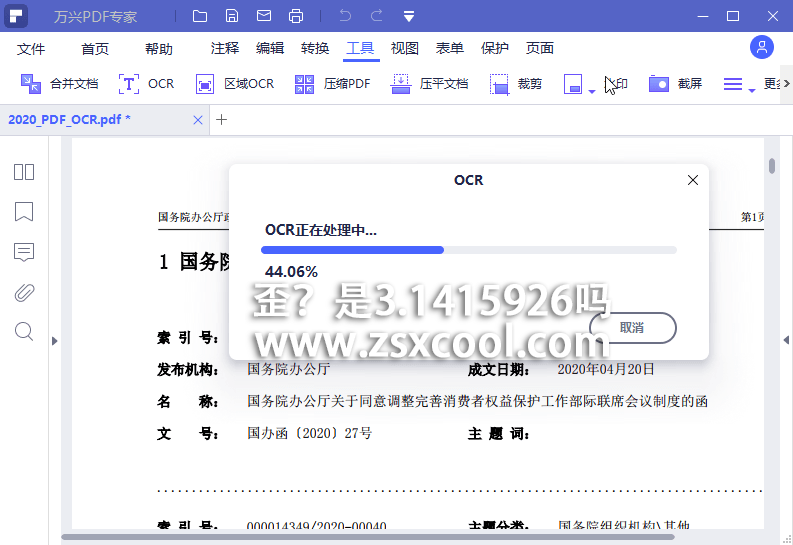 万兴PDF专家
文件 首页 帮助 注释 编辑 转换 工具 视图 表单 保护 页面
合并文档 OCR 区域OCR 压缩PDF 压平文档 裁剪 印 截屏 更多
2020_PDF_OCR.pdf *
OCR
国务院办公厅 第1页
OCR正在处理中...
44.06%
1 国务院
歪？是3.1415926吗
取消
www.zsxcool.com
索 引 号：
发布机构： 国务院办公厅 成文日期： 2020年04月20日
名 称： 国务院办公厅关于同意调整完善消费者权益保护工作部际联席会议制度的函
文 号： 国办函〔2020〕27号 主 题 词：
索 引 号： 000014349/2020-00040 主题分类： 国务院组织机构\其他